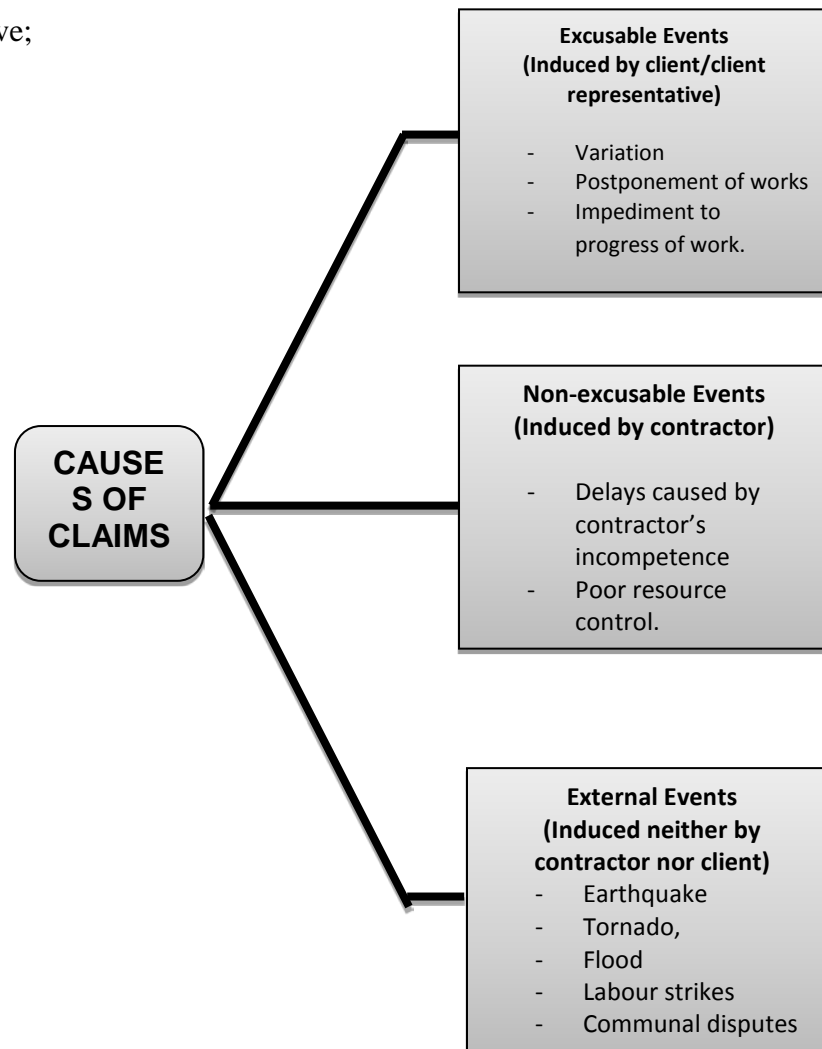 ve;
Excusable Events
(Induced by client/client
representative)
- Variation
- Postponement of works
- Impediment to
progress of work.
Non-excusable Events
(Induced by contractor)
- Delays caused by
contractor’s
incompetence
- Poor resource
control.
CAUSE
S OF
CLAIMS
External Events
(Induced neither by
contractor nor client)
- Earthquake
- Tornado,
- Flood
- Labour strikes
- Communal disputes